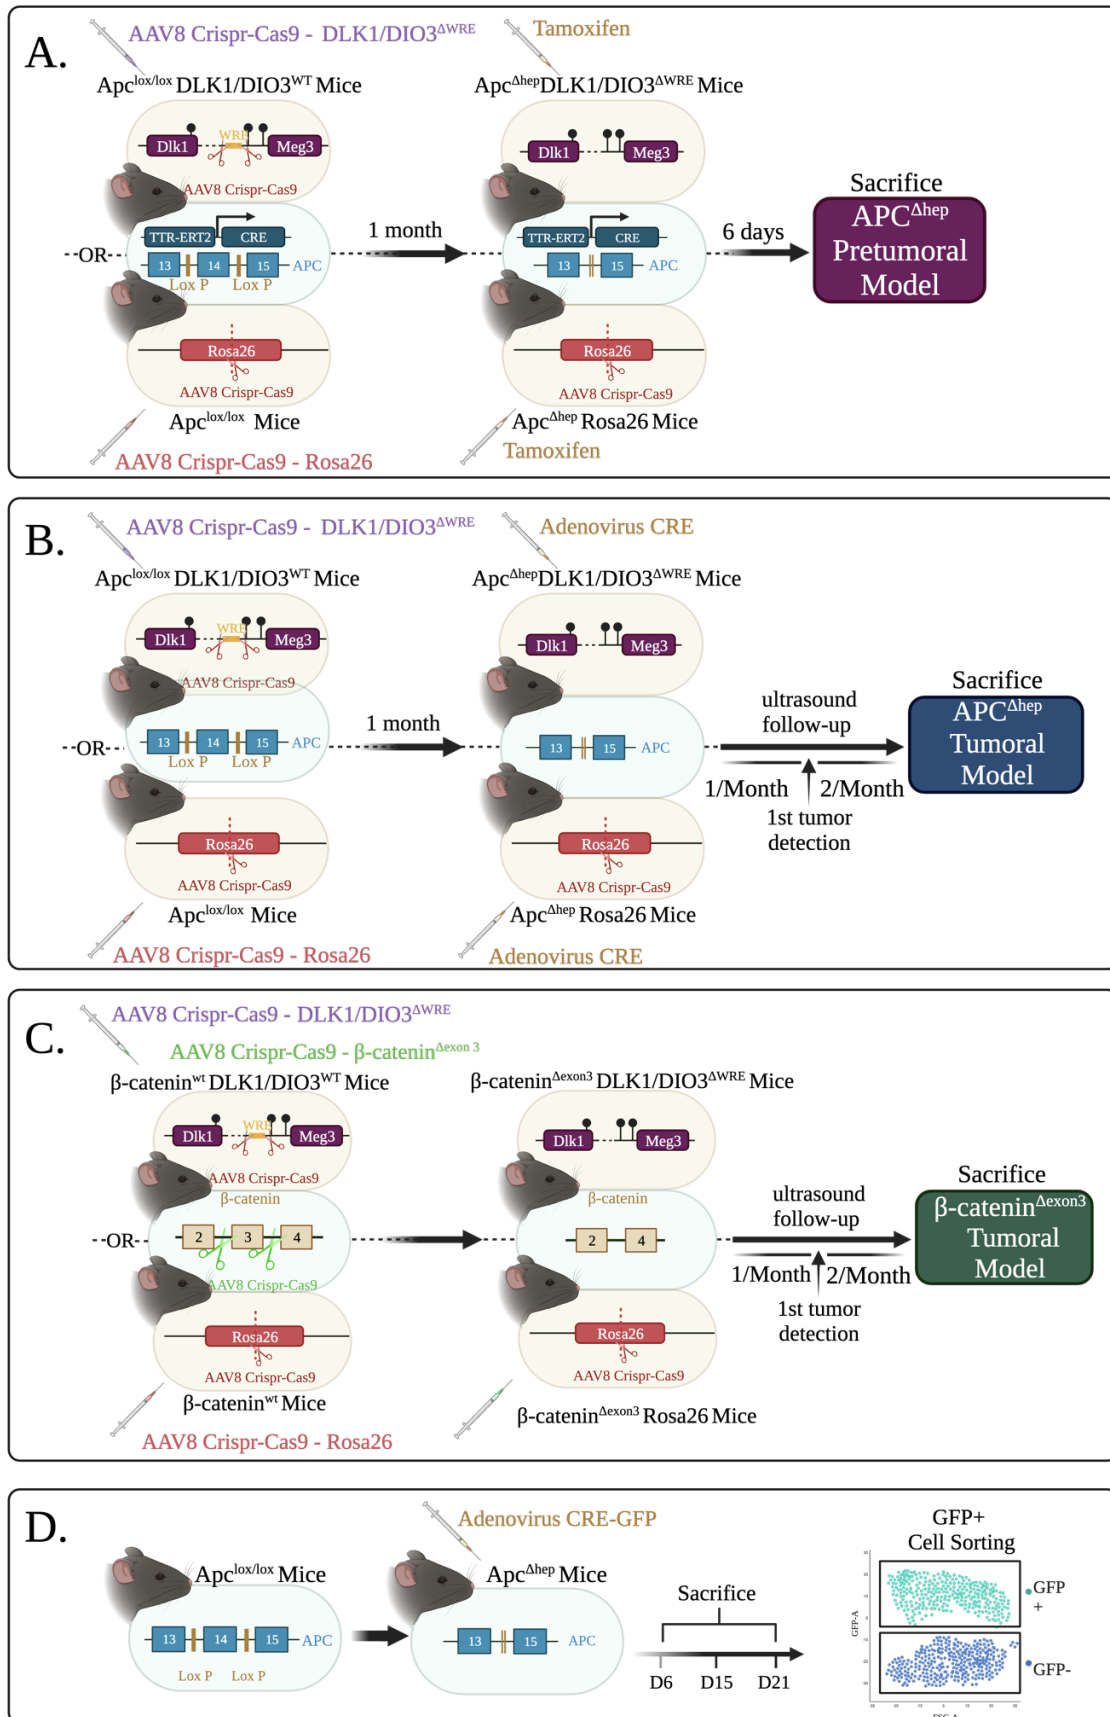 A.
AAV8 Crispr-Cas9 - DLK1/DIO3ΔWRE
Tamoxifen
Apclox/lox DLK1/DIO3WT Mice
ApcΔhepDLK1/DIO3ΔWRE Mice
Dlk1 WRE Meg3
AAV8 Crispr-Cas9
Dlk1 Meg3
Sacrifice
APCΔhep
Pretumoral
Model
TTR-ERT2 CRE
1 month
TTR-ERT2 CRE
6 days
--OR--
13 14 15 APC
Lox P Lox P
13 15 APC
Rosa26
AAV8 Crispr-Cas9
Rosa26
AAV8 Crispr-Cas9
Apclox/lox Mice
ApcΔhep Rosa26 Mice
AAV8 Crispr-Cas9 - Rosa26
Tamoxifen
B.
AAV8 Crispr-Cas9 - DLK1/DIO3ΔWRE
Adenovirus CRE
Apclox/lox DLK1/DIO3WT Mice
ApcΔhepDLK1/DIO3ΔWRE Mice
Dlk1 WRE Meg3
AAV8 Crispr-Cas9
Dlk1 Meg3
--OR--
13 14 15 APC
Lox P Lox P
1 month
13 15 APC
ultrasound
follow-up
1/Month 2/Month
1st tumor
detection
Sacrifice
APCΔhep
Tumoral
Model
Rosa26
AAV8 Crispr-Cas9
Rosa26
AAV8 Crispr-Cas9
Apclox/lox Mice
ApcΔhep Rosa26 Mice
AAV8 Crispr-Cas9 - Rosa26
Adenovirus CRE
C.
AAV8 Crispr-Cas9 - DLK1/DIO3ΔWRE
AAV8 Crispr-Cas9 - β-cateninΔexon 3
β-cateninwt DLK1/DIO3WT Mice
β-cateninΔexon3 DLK1/DIO3ΔWRE Mice
Dlk1 WRE Meg3
AAV8 Crispr-Cas9
Dlk1 Meg3
β-catenin
--OR--
2 3 4
AAV8 Crispr-Cas9
β-catenin
2 4
ultrasound
follow-up
1/Month 2/Month
1st tumor
detection
Sacrifice
β-cateninΔexon3
Tumoral
Model
Rosa26
AAV8 Crispr-Cas9
Rosa26
AAV8 Crispr-Cas9
β-cateninwt Mice
β-cateninΔexon3 Rosa26 Mice
AAV8 Crispr-Cas9 - Rosa26
D.
Adenovirus CRE-GFP
Apclox/lox Mice
ApcΔhep Mice
13 14 15 APC
Lox P Lox P
13 15 APC
Sacrifice
D6 D15 D21
GFP+
Cell Sorting
GFP-A
GFP
+
GFP-